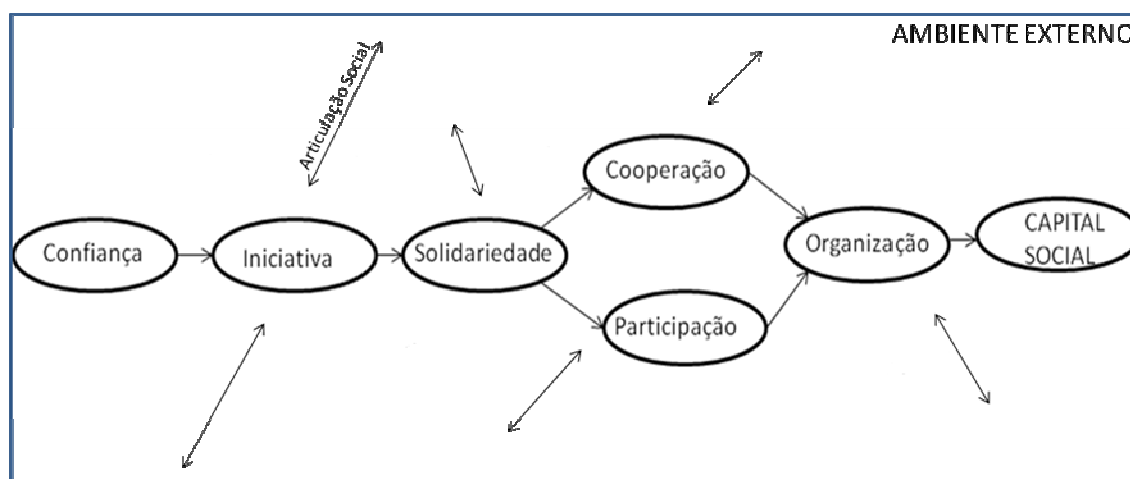 AMBIENTE EXTERNO
Articulação Social
Cooperação
Confiança
Iniciativa
Solidariedade
Organização
CAPITAL
SOCIAL
Participação